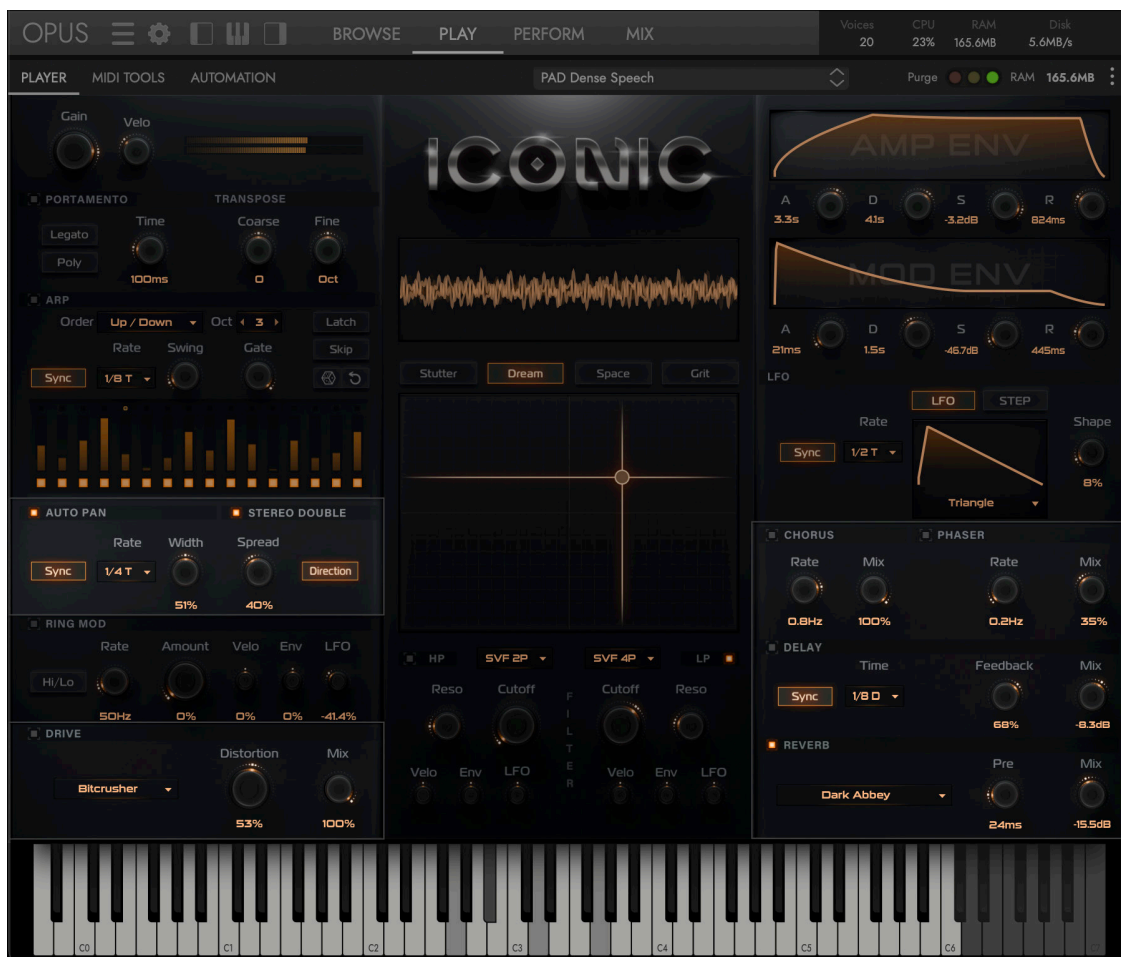 OPUS BROWSE PLAY PERFORM MIX
Voices CPU RAM Disk
20 23% 165.6MB 5.6MB/s
PLAYER MIDI TOOLS AUTOMATION PAD Dense Speech Purge RAM 165.6MB
Gain Velo
PORTAMENTO TRANSPOSE
Time Coarse Fine
Legato
Poly
100ms 0 0ct
ARP
Order Up / Down Oct 3 Latch
Rate Swing Gate Skip
Sync 1/8 T
AUTO PAN STEREO DOUBLE
Rate Width Spread
Sync 1/4 T Direction
51% 40%
RING MOD
Rate Amount Velo Env LFO
Hi/Lo
50Hz 0% 0% 0% -41.4%
DRIVE
Distortion Mix
Bitcrusher
53% 100%
ICONIC
Stutter Dream Space Grit
HP SVF 2P SVF 4P LP
Reso Cutoff Cutoff Reso
FILTER
Velo Env LFO Velo Env LFO
AMP ENV
A D S R
3.3s 4.1s -3.2dB 824ms
MOD ENV
A D S R
21ms 1.5s -46.7dB 445ms
LFO
LFO STEP
Rate Shape
Sync 1/2 T
8%
Triangle
CHORUS PHASER
Rate Mix Rate Mix
0.8Hz 100% 0.2Hz 35%
DELAY
Time Feedback Mix
Sync 1/8 D
68% -8.3dB
REVERB
Pre Mix
Dark Abbey
24ms -15.5dB
C0 C1 C2 C3 C4 C5 C6 C7